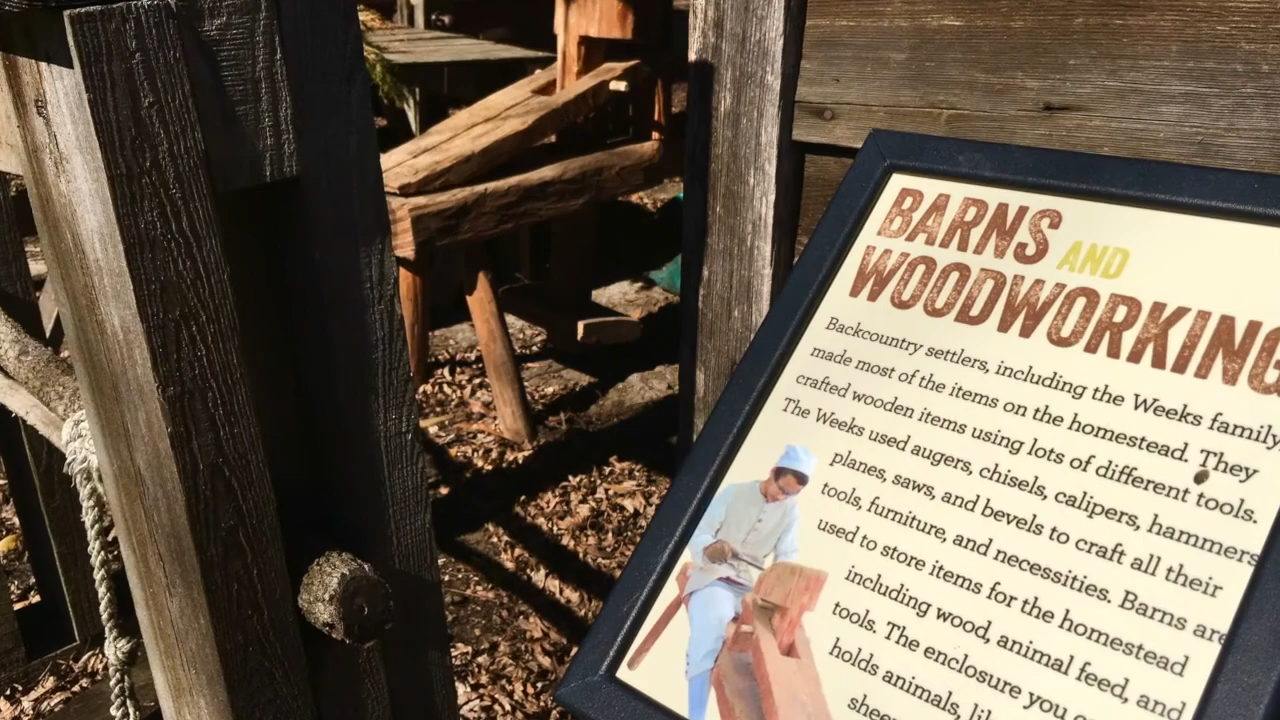 BARNS AND
WOODWORKING
Backcountry settlers, including the Weeks family,
made most of the items on the homestead. They
crafted wooden items using lots of different tools.
The Weeks used augers, chisels, calipers, hammers
planes, saws, and bevels to craft all their
tools, furniture, and necessities. Barns are
used to store items for the homestead
including wood, animal feed, and
tools. The enclosure you
holds animals,